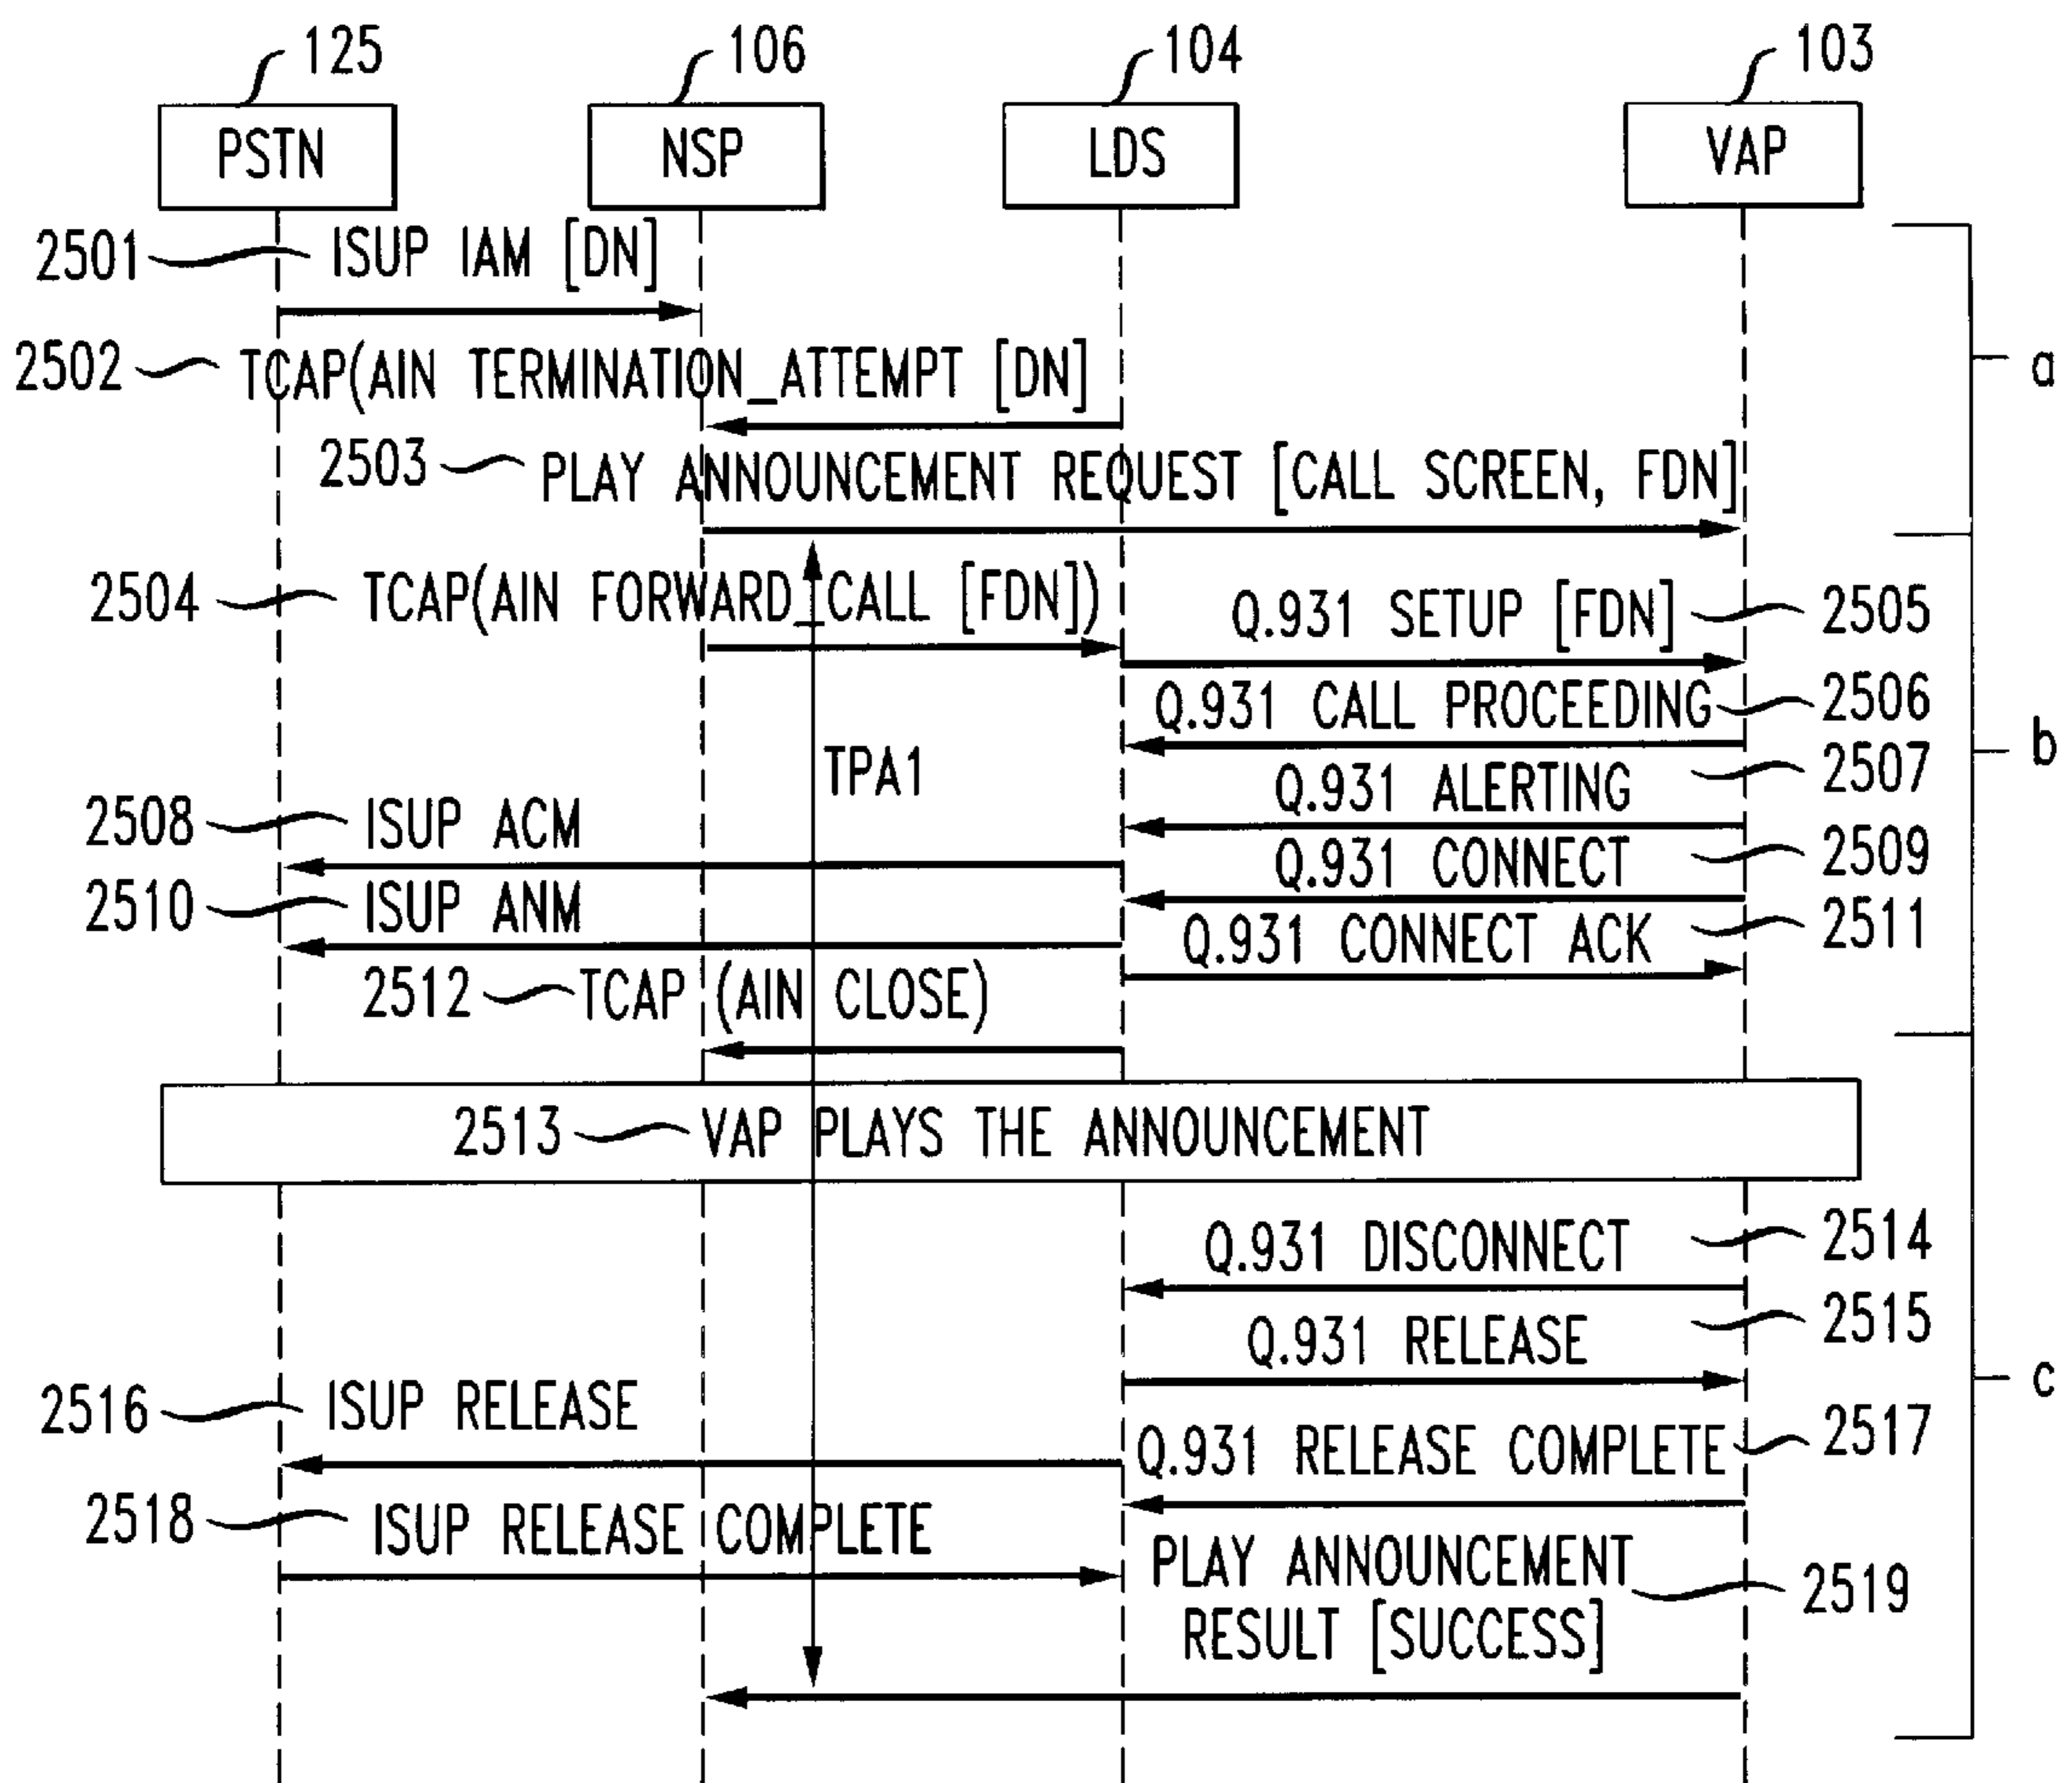 125
106
104
103
PSTN
NSP
LDS
VAP
2501
ISUP IAM [DN]
2502
TCAP(AIN TERMINATION_ATTEMPT [DN]
a
2503
PLAY ANNOUNCEMENT REQUEST [CALL SCREEN, FDN]
2504
TCAP(AIN FORWARD_CALL [FDN])
Q.931 SETUP [FDN]
2505
Q.931 CALL PROCEEDING
2506
b
TPA1
Q.931 ALERTING
2507
2508
ISUP ACM
Q.931 CONNECT
2509
2510
ISUP ANM
Q.931 CONNECT ACK
2511
2512
TCAP (AIN CLOSE)
2513
VAP PLAYS THE ANNOUNCEMENT
Q.931 DISCONNECT
2514
Q.931 RELEASE
2515
c
2516
ISUP RELEASE
Q.931 RELEASE COMPLETE
2517
2518
ISUP RELEASE COMPLETE
PLAY ANNOUNCEMENT
RESULT [SUCCESS]
2519